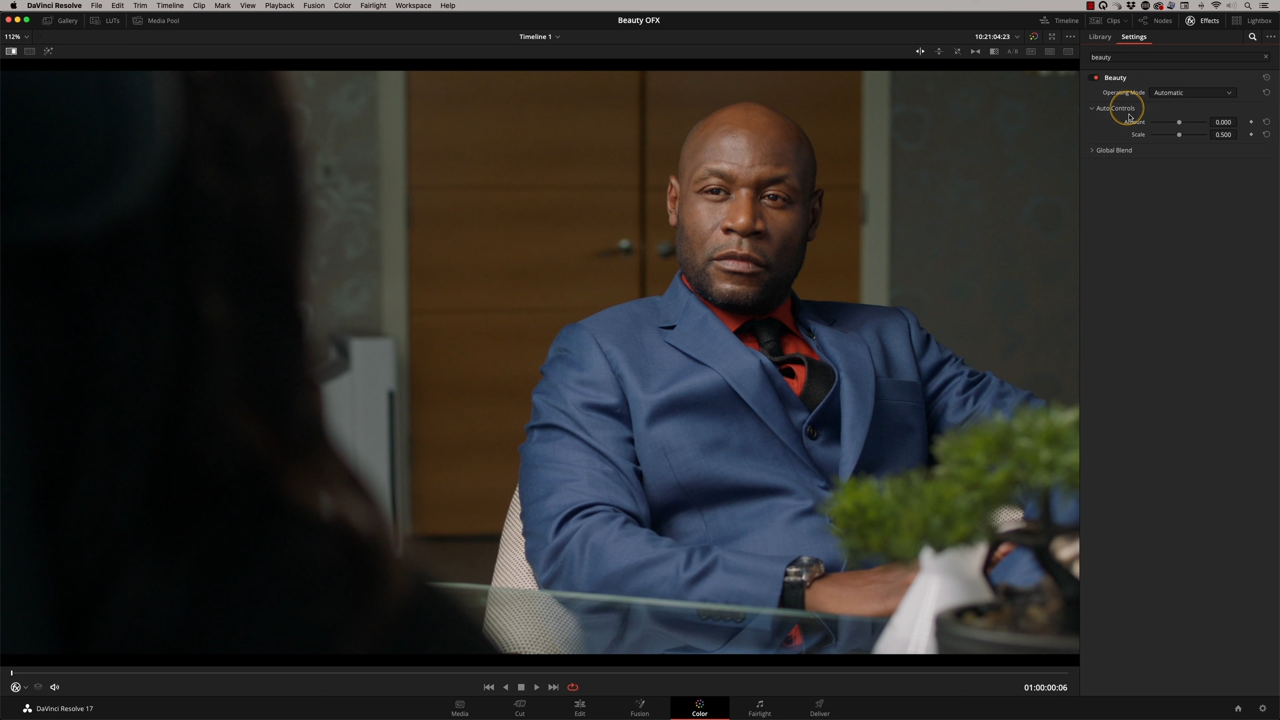 DaVinci Resolve File Edit Trim Timeline Clip Mark View Playback Fusion Color Fairlight Workspace Help
Gallery LUTs Media Pool Beauty OFX Timeline Clips Nodes Effects Lightbox
112% Timeline 1 10:21:04:23 Library Settings
A/B
beauty
Beauty
Operating Mode Automatic
Auto Controls
Amount 0.000
Scale 0.500
Global Blend
01:00:00:06
DaVinci Resolve 17 Media Cut Edit Fusion Color Fairlight Deliver